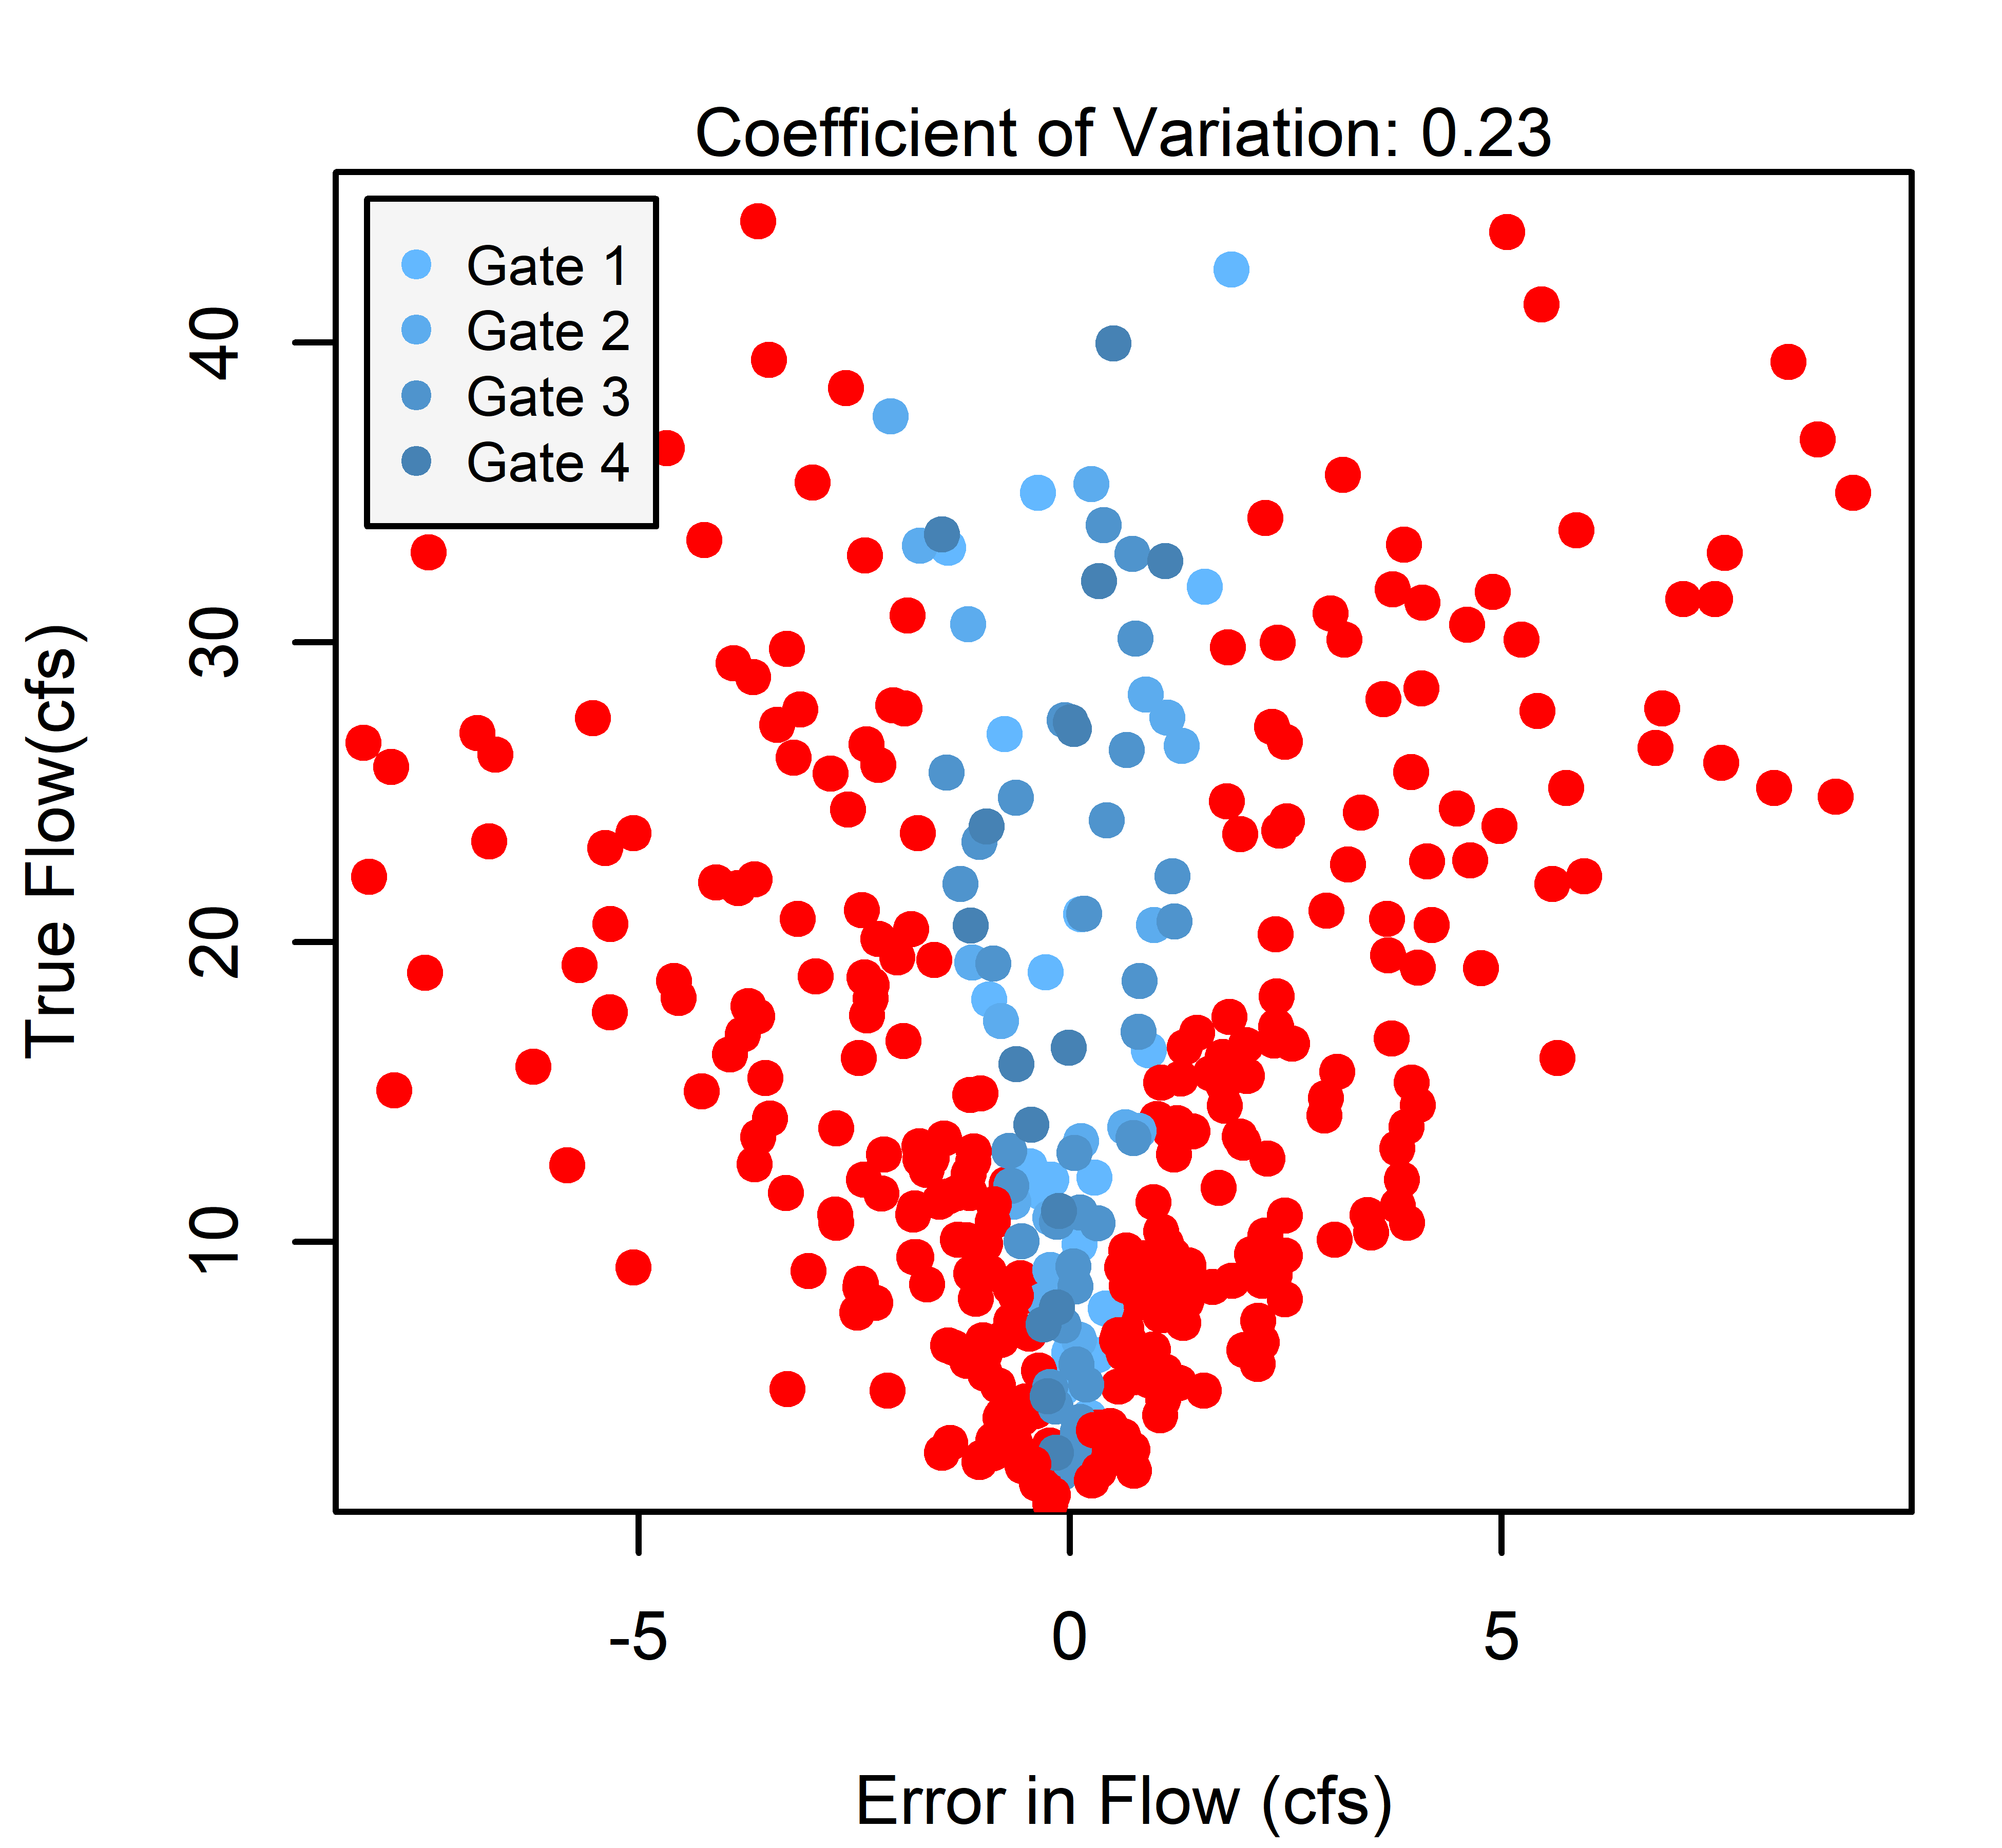 Coefficient of Variation: 0.23
Gate 1
Gate 2
Gate 3
Gate 4
True Flow(cfs)
40
30
20
10
-5 0 5
Error in Flow (cfs)